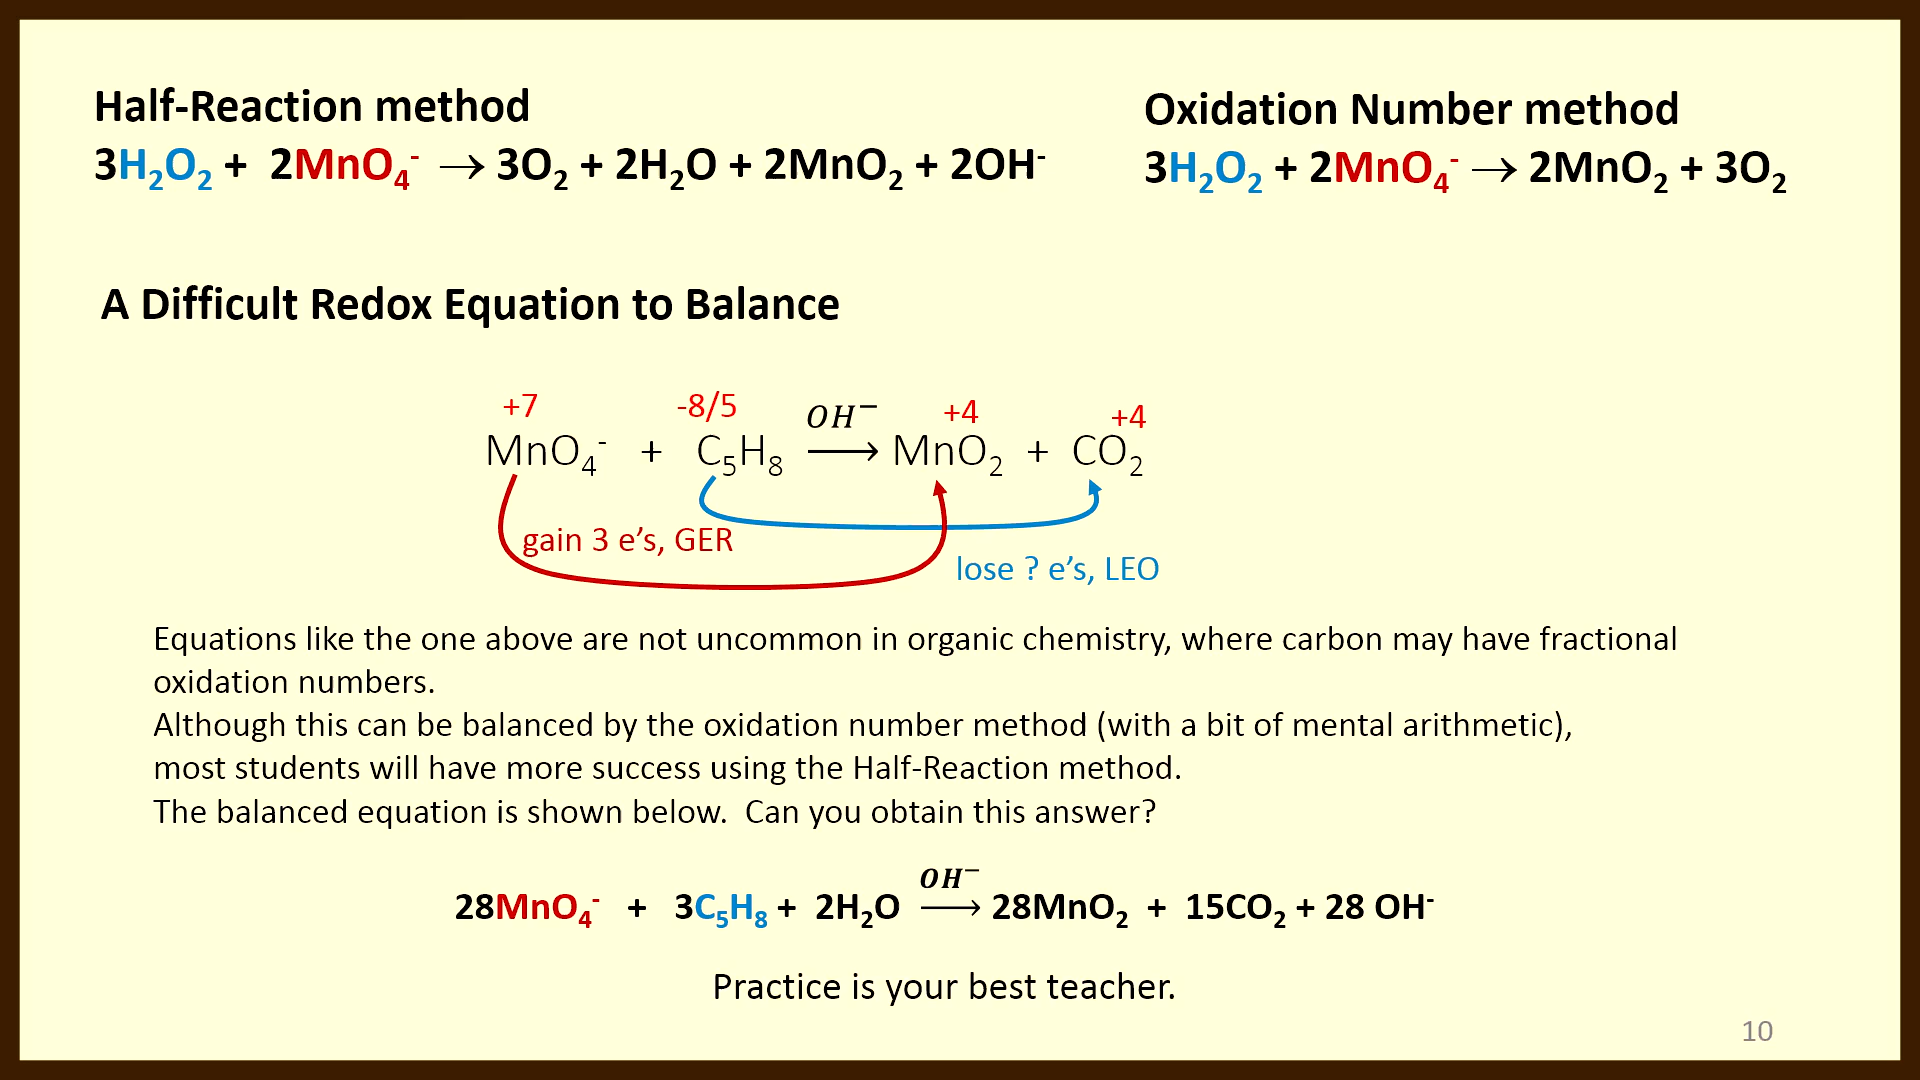 Half-Reaction method
3H₂O₂ + 2MnO₄⁻ → 3O₂ + 2H₂O + 2MnO₂ + 2OH⁻
Oxidation Number method
3H₂O₂ + 2MnO₄⁻ → 2MnO₂ + 3O₂
A Difficult Redox Equation to Balance
+7 -8/5 +4 +4
MnO₄⁻ + C₅H₈ OH⁻ → MnO₂ + CO₂
gain 3 e's, GER
lose ? e's, LEO
Equations like the one above are not uncommon in organic chemistry, where carbon may have fractional
oxidation numbers.
Although this can be balanced by the oxidation number method (with a bit of mental arithmetic),
most students will have more success using the Half-Reaction method.
The balanced equation is shown below. Can you obtain this answer?
28MnO₄⁻ + 3C₅H₈ + 2H₂O OH⁻ → 28MnO₂ + 15CO₂ + 28 OH⁻
Practice is your best teacher.
10